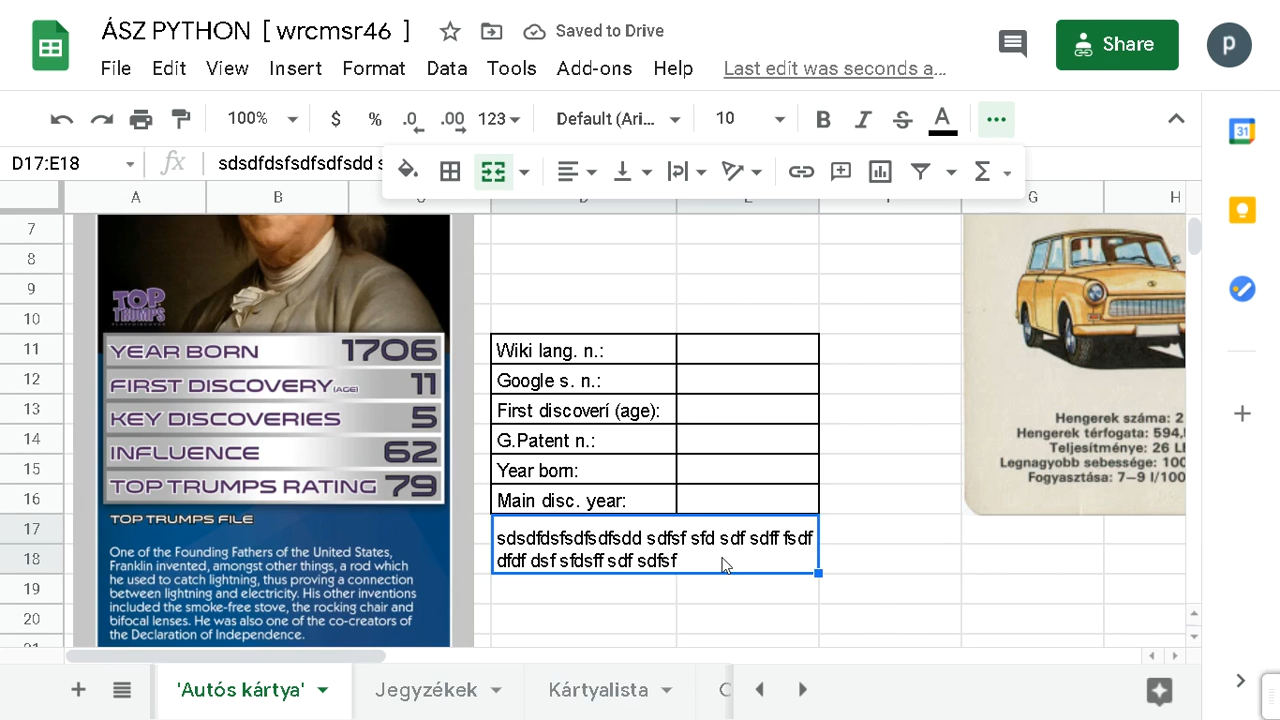 ÁSZ PYTHON [ wrcmsr46 ]
Saved to Drive
Share
p
File Edit View Insert Format Data Tools Add-ons Help Last edit was seconds a...
100% $ % .0 .00 123 Default (Ari... 10 B I S A
31
D17:E18 fx sdsdfdsfsdfsdfsdd s
A B G H
7
8
9
10
11
12
13
14
15
16
17
18
19
20
TOP TRUMPS
YEAR BORN 1706
FIRST DISCOVERY (AGE) 11
KEY DISCOVERIES 5
INFLUENCE 62
TOP TRUMPS RATING 79
TOP TRUMPS FILE
One of the Founding Fathers of the United States,
Franklin invented, amongst other things, a rod which
he used to catch lightning, thus proving a connection
between lightning and electricity. His other inventions
included the smoke-free stove, the rocking chair and
bifocal lenses. He was also one of the co-creators of
the Declaration of Independence.
Wiki lang. n.:
Google s. n.:
First discoverí (age):
G.Patent n.:
Year born:
Main disc. year:
sdsdfdsfsdfsdfsdd sdfsf sfd sdf sdff fsdf
dfdf dsf sfdsff sdf sdfsf
Hengerek száma: 2
Hengerek térfogata: 594,
Teljesítménye: 26 L
Legnagyobb sebessége: 100
Fogyasztása: 7–9 l/100
'Autós kártya' Jegyzékek Kártyalista